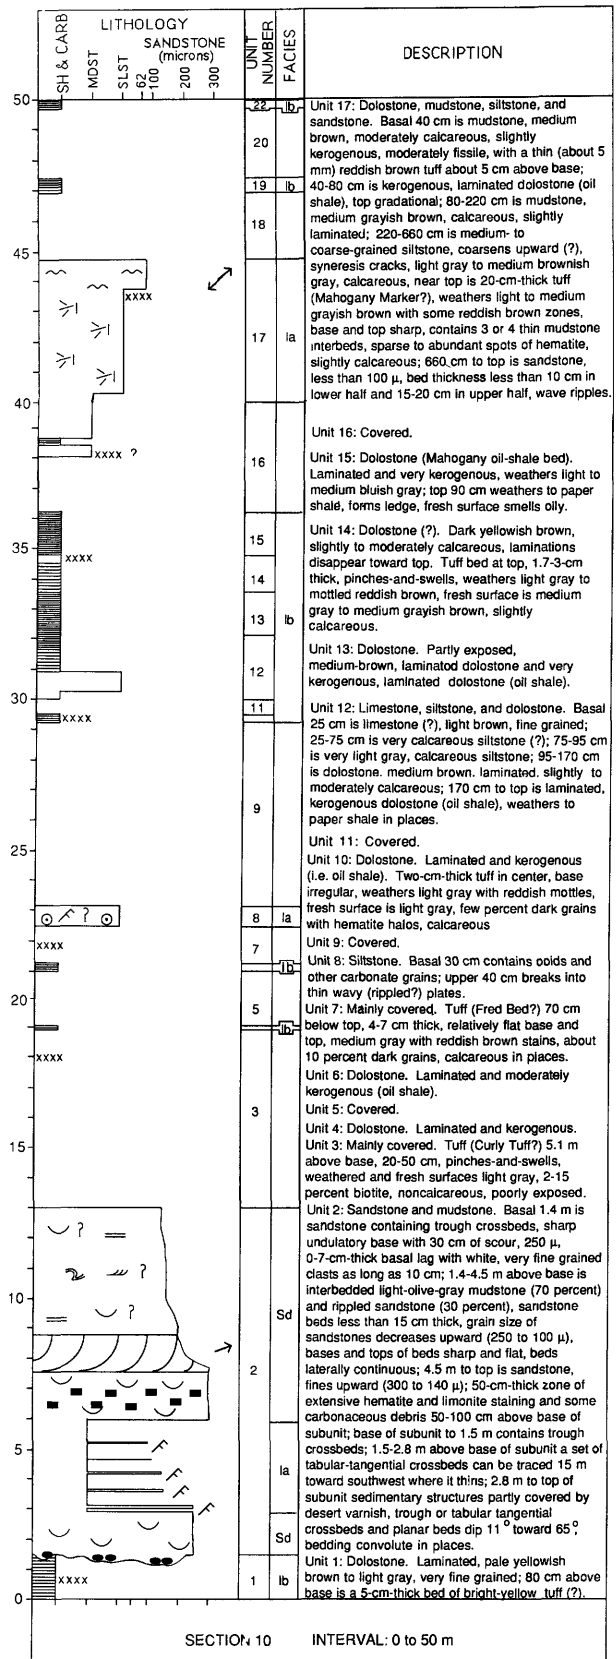 LITHOLOGY
SH & CARB
MDST
SLST
SANDSTONE
(microns)
62
100
200
300
UNIT
NUMBER
FACIES
DESCRIPTION
50
45
40
35
30
25
20
15
10
5
0
xxxx
xxxx ?
xxxx
xxxx
?
xxxx
xxxx
?
?
?
xxxx
22
20
19
18
17
16
15
14
13
12
11
9
8
7
5
3
2
1
Ib
Ib
Ia
Ib
Ia
Ib
Ib
Sd
Ia
Sd
Ib
Unit 17: Dolostone, mudstone, siltstone, and
sandstone. Basal 40 cm is mudstone, medium
brown, moderately calcareous, slightly
kerogenous, moderately fissile, with a thin (about 5
mm) reddish brown tuff about 5 cm above base;
40-80 cm is kerogenous, laminated dolostone (oil
shale), top gradational; 80-220 cm is mudstone,
medium grayish brown, calcareous, slightly
laminated; 220-660 cm is medium- to
coarse-grained siltstone, coarsens upward (?),
syneresis cracks, light gray to medium brownish
gray, calcareous, near top is 20-cm-thick tuff
(Mahogany Marker?), weathers light to medium
grayish brown with some reddish brown zones,
base and top sharp, contains 3 or 4 thin mudstone
interbeds, sparse to abundant spots of hematite,
slightly calcareous; 660 cm to top is sandstone,
less than 100 µ, bed thickness less than 10 cm in
lower half and 15-20 cm in upper half, wave ripples.
Unit 16: Covered.
Unit 15: Dolostone (Mahogany oil-shale bed).
Laminated and very kerogenous, weathers light to
medium bluish gray; top 90 cm weathers to paper
shale, forms ledge, fresh surface smells oily.
Unit 14: Dolostone (?). Dark yellowish brown,
slightly to moderately calcareous, laminations
disappear toward top. Tuff bed at top, 1.7-3-cm
thick, pinches-and-swells, weathers light gray to
mottled reddish brown, fresh surface is medium
gray to medium grayish brown, slightly
calcareous.
Unit 13: Dolostone. Partly exposed,
medium-brown, laminatod dolostone and very
kerogenous, laminated dolostone (oil shale).
Unit 12: Limestone, siltstone, and dolostone. Basal
25 cm is limestone (?), light brown, fine grained;
25-75 cm is very calcareous siltstone (?); 75-95 cm
is very light gray, calcareous siltstone; 95-170 cm
is dolostone. medium brown. laminated. slightly to
moderately calcareous; 170 cm to top is laminated,
kerogenous dolostone (oil shale), weathers to
paper shale in places.
Unit 11: Covered.
Unit 10: Dolostone. Laminated and kerogenous
(i.e. oil shale). Two-cm-thick tuff in center, base
irregular, weathers light gray with reddish mottles,
fresh surface is light gray, few percent dark grains
with hematite halos, calcareous
Unit 9: Covered.
Unit 8: Siltstone. Basal 30 cm contains ooids and
other carbonate grains; upper 40 cm breaks into
thin wavy (rippled?) plates.
Unit 7: Mainly covered. Tuff (Fred Bed?) 70 cm
below top, 4-7 cm thick, relatively flat base and
top, medium gray with reddish brown stains, about
10 percent dark grains, calcareous in places.
Unit 6: Dolostone. Laminated and moderately
kerogenous (oil shale).
Unit 5: Covered.
Unit 4: Dolostone. Laminated and kerogenous.
Unit 3: Mainly covered. Tuff (Curly Tuff?) 5.1 m
above base, 20-50 cm, pinches-and-swells,
weathered and fresh surfaces light gray, 2-15
percent biotite, noncalcareous, poorly exposed.
Unit 2: Sandstone and mudstone. Basal 1.4 m is
sandstone containing trough crossbeds, sharp
undulatory base with 30 cm of scour, 250 µ,
0-7-cm-thick basal lag with white, very fine grained
clasts as long as 10 cm; 1.4-4.5 m above base is
interbedded light-olive-gray mudstone (70 percent)
and rippled sandstone (30 percent), sandstone
beds less than 15 cm thick, grain size of
sandstones decreases upward (250 to 100 µ),
bases and tops of beds sharp and flat, beds
laterally continuous; 4.5 m to top is sandstone,
fines upward (300 to 140 µ); 50-cm-thick zone of
extensive hematite and limonite staining and some
carbonaceous debris 50-100 cm above base of
subunit; base of subunit to 1.5 m contains trough
crossbeds; 1.5-2.8 m above base of subunit a set of
tabular-tangential crossbeds can be traced 15 m
toward southwest where it thins; 2.8 m to top of
subunit sedimentary structures partly covered by
desert varnish, trough or tabular tangential
crossbeds and planar beds dip 11° toward 65°,
bedding convolute in places.
Unit 1: Dolostone. Laminated, pale yellowish
brown to light gray, very fine grained; 80 cm above
base is a 5-cm-thick bed of bright-yellow tuff (?).
SECTION 10 INTERVAL: 0 to 50 m